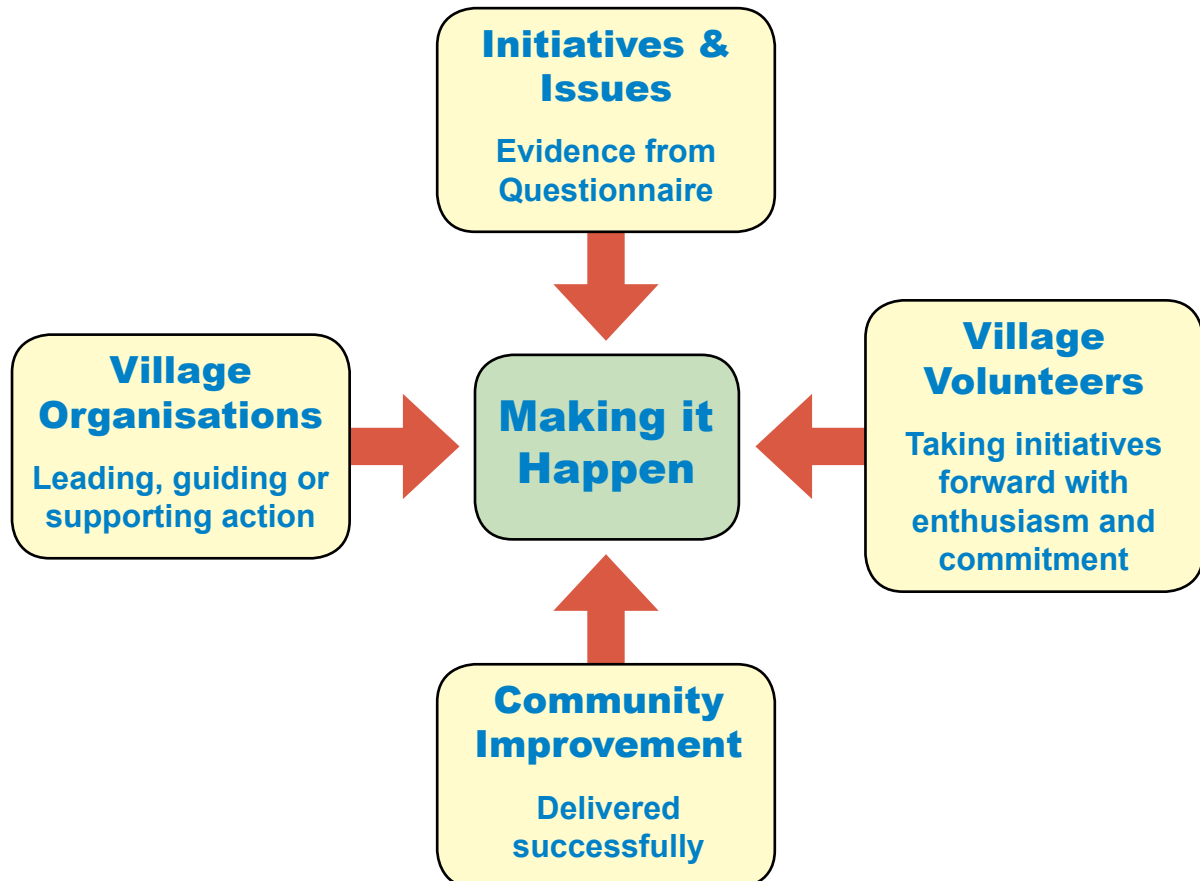 Initiatives &
Issues
Evidence from
Questionnaire
Village
Organisations
Leading, guiding or
supporting action
Making it
Happen
Village
Volunteers
Taking initiatives
forward with
enthusiasm and
commitment
Community
Improvement
Delivered
successfully